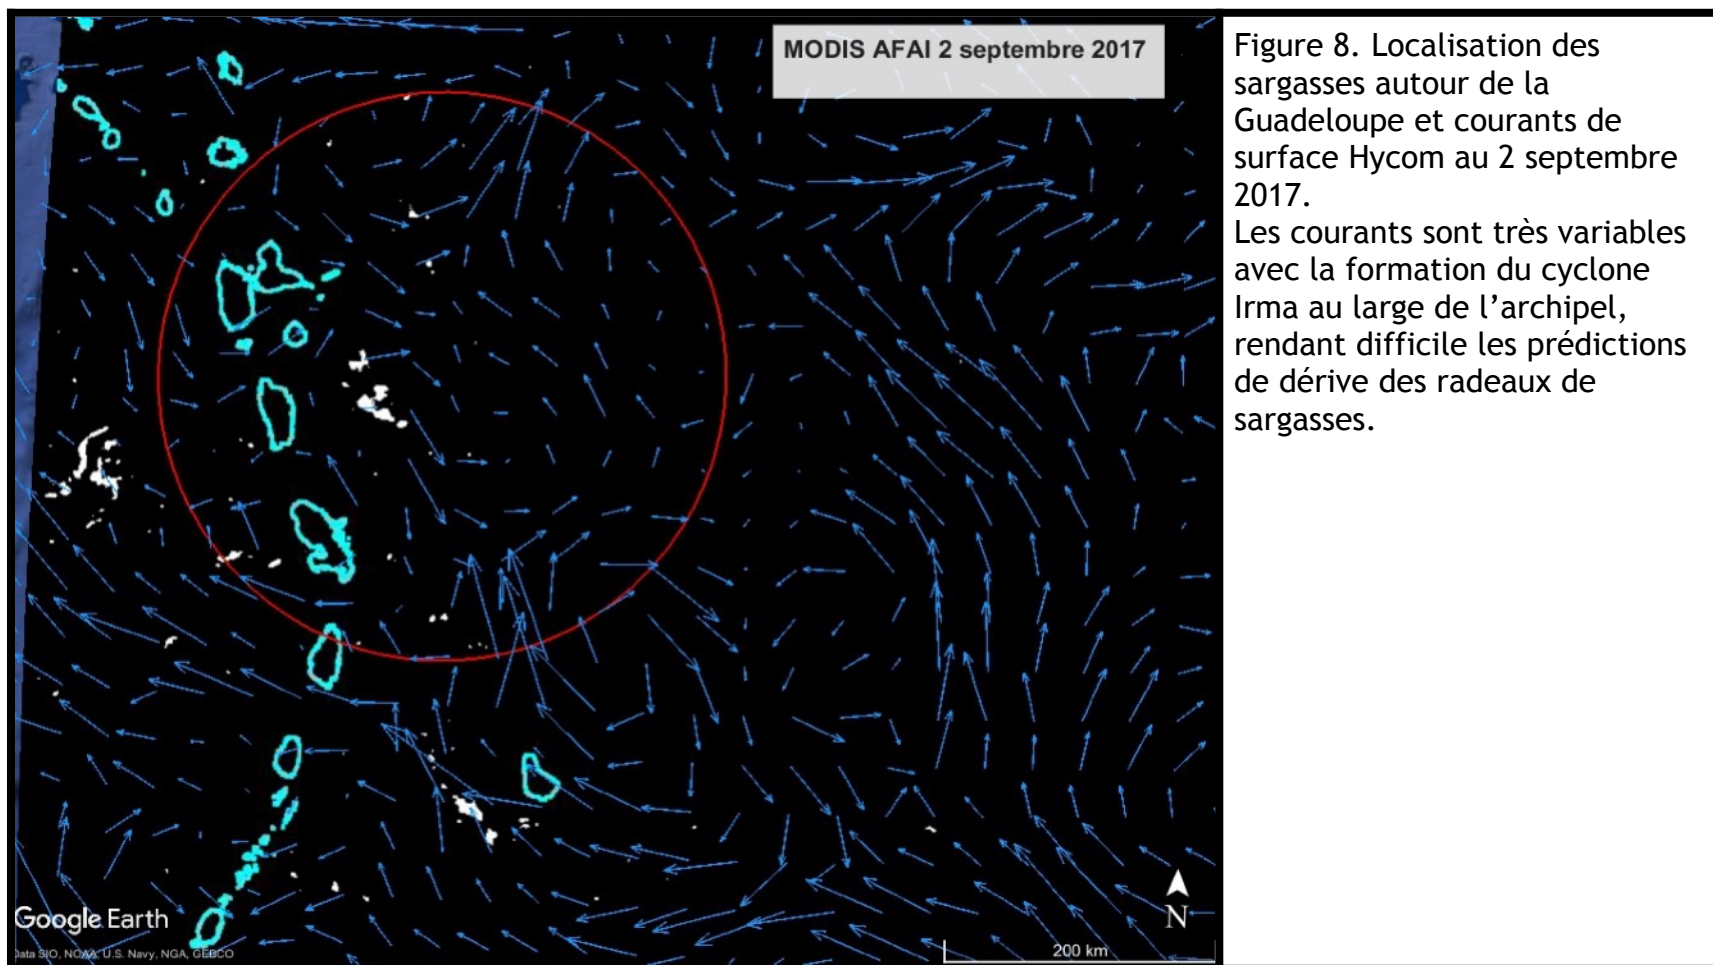 MODIS AFAI 2 septembre 2017
Figure 8. Localisation des
sargasses autour de la
Guadeloupe et courants de
surface Hycom au 2 septembre
2017.
Les courants sont très variables
avec la formation du cyclone
Irma au large de l’archipel,
rendant difficile les prédictions
de dérive des radeaux de
sargasses.
N
200 km
Google Earth
Data SIO, NOAA, U.S. Navy, NGA, GEBCO